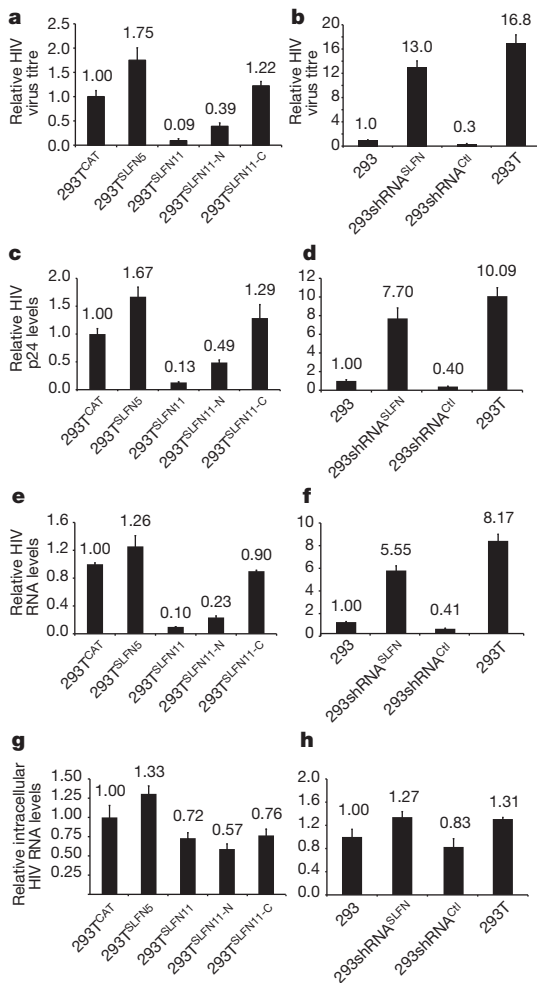 a
Relative HIV
virus titre
2.5
2.0
1.5
1.0
0.5
0.0
1.00
1.75
0.09
0.39
1.22
293T^CAT
293T^SLFN5
293T^SLFN11
293T^SLFN11-N
293T^SLFN11-C
b
Relative HIV
virus titre
20
16
12
8
4
0
1.0
13.0
0.3
16.8
293
293shRNA^SLFN
293shRNA^Ctl
293T
c
Relative HIV
p24 levels
2.0
1.5
1.0
0.5
0.0
1.00
1.67
0.13
0.49
1.29
293T^CAT
293T^SLFN5
293T^SLFN11
293T^SLFN11-N
293T^SLFN11-C
d
12
10
8
6
4
2
0
1.00
7.70
0.40
10.09
293
293shRNA^SLFN
293shRNA^Ctl
293T
e
Relative HIV
RNA levels
1.6
1.2
0.8
0.4
0.0
1.00
1.26
0.10
0.23
0.90
293T^CAT
293T^SLFN5
293T^SLFN11
293T^SLFN11-N
293T^SLFN11-C
f
10
8
6
4
2
0
1.00
5.55
0.41
8.17
293
293shRNA^SLFN
293shRNA^Ctl
293T
g
Relative intracellular
HIV RNA levels
1.50
1.25
1.00
0.75
0.25
1.00
1.33
0.72
0.57
0.76
293T^CAT
293T^SLFN5
293T^SLFN11
293T^SLFN11-N
293T^SLFN11-C
h
2.0
1.6
1.2
0.8
0.4
0.0
1.00
1.27
0.83
1.31
293
293shRNA^SLFN
293shRNA^Ctl
293T